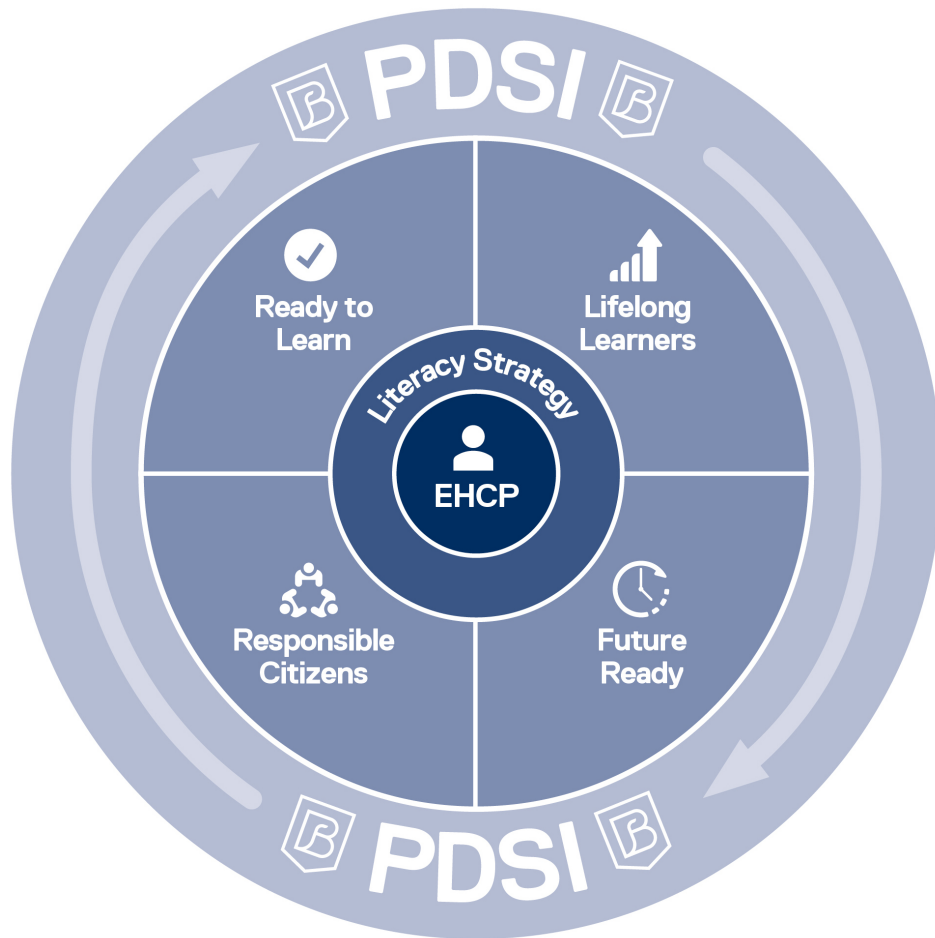 PDSI
Ready to
Learn
Lifelong
Learners
Literacy Strategy
EHCP
Responsible
Citizens
Future
Ready
PDSI